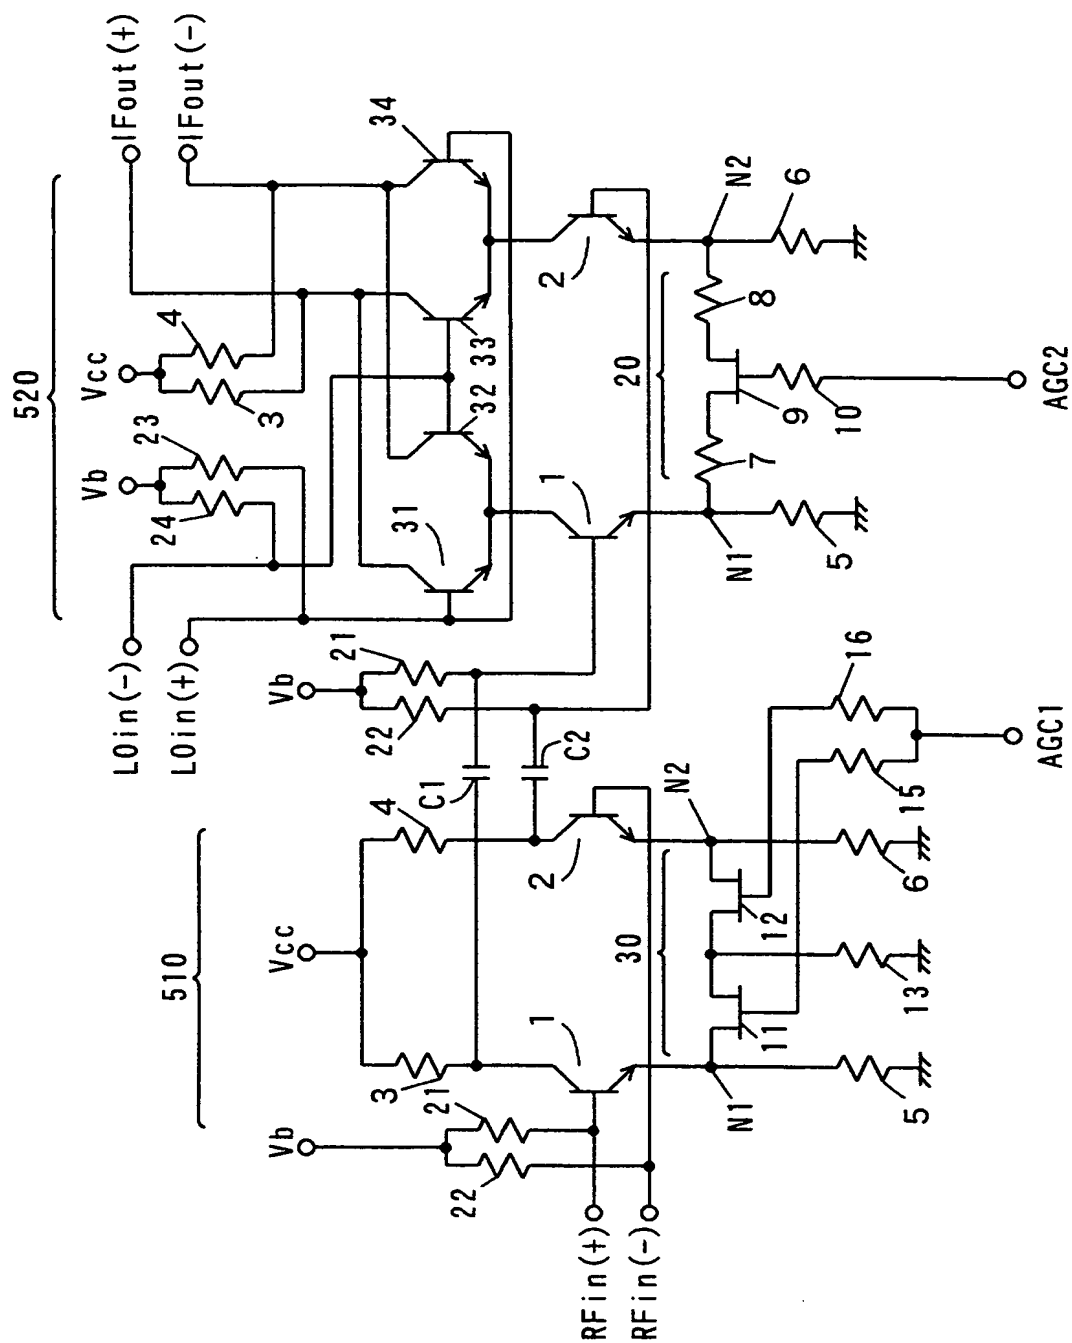 520
IFout(+)
IFout(-)
Vcc
4
3
Vb
23
24
34
33
32
31
LOin(-)
LOin(+)
2
1
N2
6
8
20
9
10
7
N1
5
AGC2
Vb
21
22
C1
C2
510
Vcc
4
3
2
1
Vb
21
22
N2
30
12
11
N1
16
15
6
13
5
AGC1
RFin(+)
RFin(-)